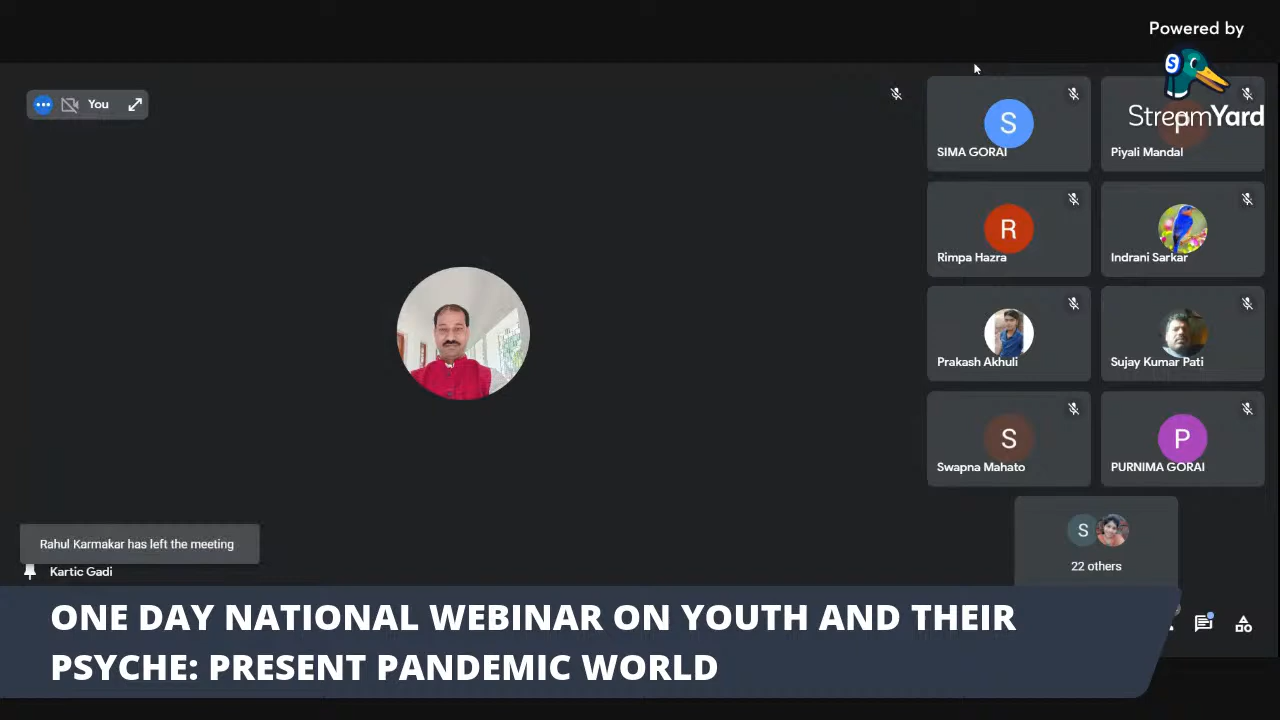 Powered by
S
StreamYard
You
S
SIMA GORAI
P
Piyali Mandal
R
Rimpa Hazra
Indrani Sarkar
Prakash Akhuli
Sujay Kumar Pati
S
Swapna Mahato
P
PURNIMA GORAI
S
22 others
Rahul Karmakar has left the meeting
Kartic Gadi
ONE DAY NATIONAL WEBINAR ON YOUTH AND THEIR
PSYCHE: PRESENT PANDEMIC WORLD